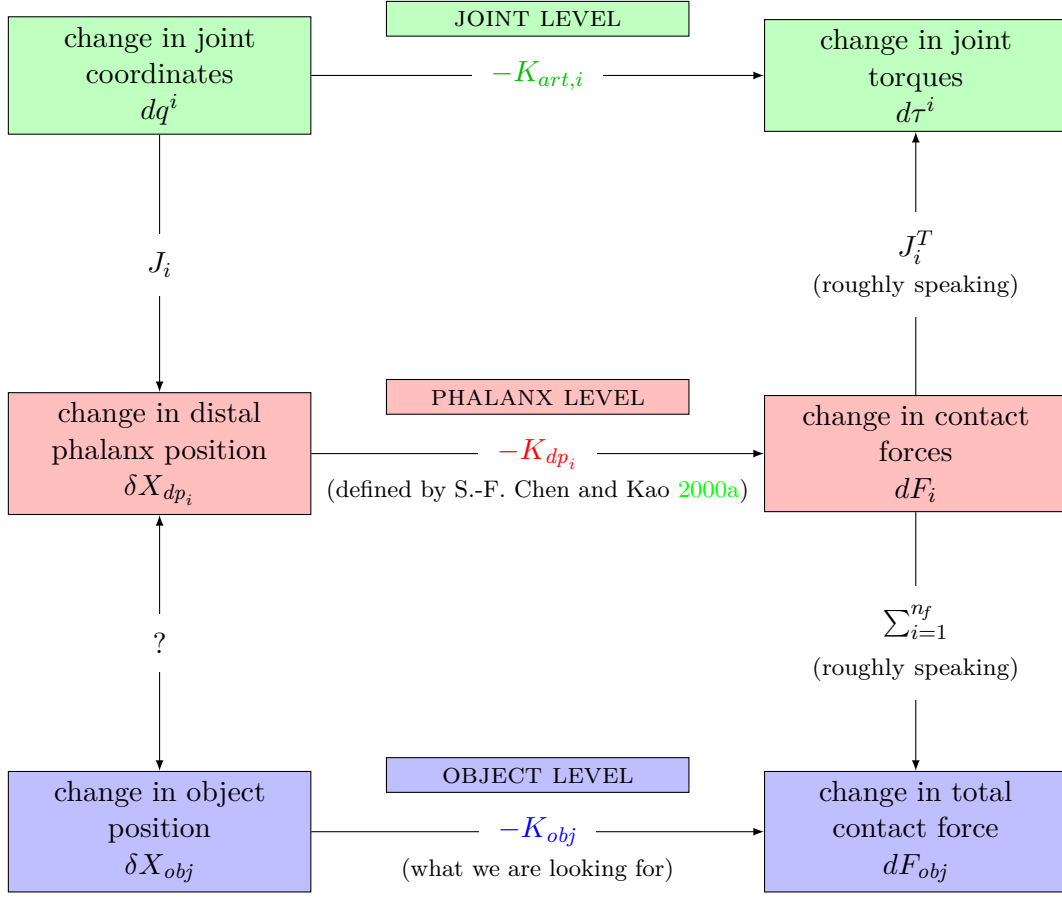 JOINT LEVEL
change in joint
coordinates
dq^i
−K_{art,i}
change in joint
torques
dτ^i
J_i
J_i^T
(roughly speaking)
PHALANX LEVEL
change in distal
phalanx position
δX_{dp_i}
−K_{dp_i}
(defined by S.-F. Chen and Kao 2000a)
change in contact
forces
dF_i
?
∑_{i=1}^{n_f}
(roughly speaking)
OBJECT LEVEL
change in object
position
δX_{obj}
−K_{obj}
(what we are looking for)
change in total
contact force
dF_{obj}